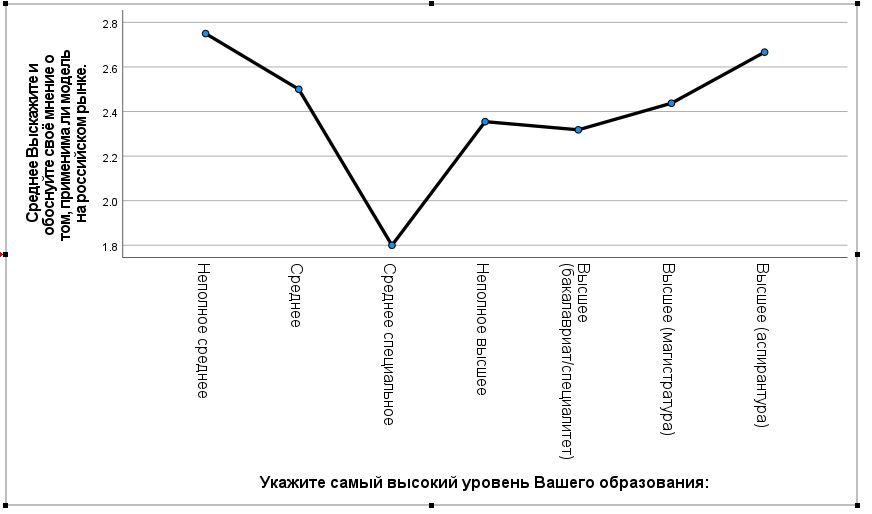 Среднее Выскажите и
обоснуйте своё мнение о
том, применима ли модель
на российском рынке.
2.8
2.6
2.4
2.2
2.0
1.8
Неполное среднее
Среднее
Среднее специальное
Неполное высшее
Высшее
(бакалавриат/специалитет)
Высшее (магистратура)
Высшее (аспирантура)
Укажите самый высокий уровень Вашего образования: